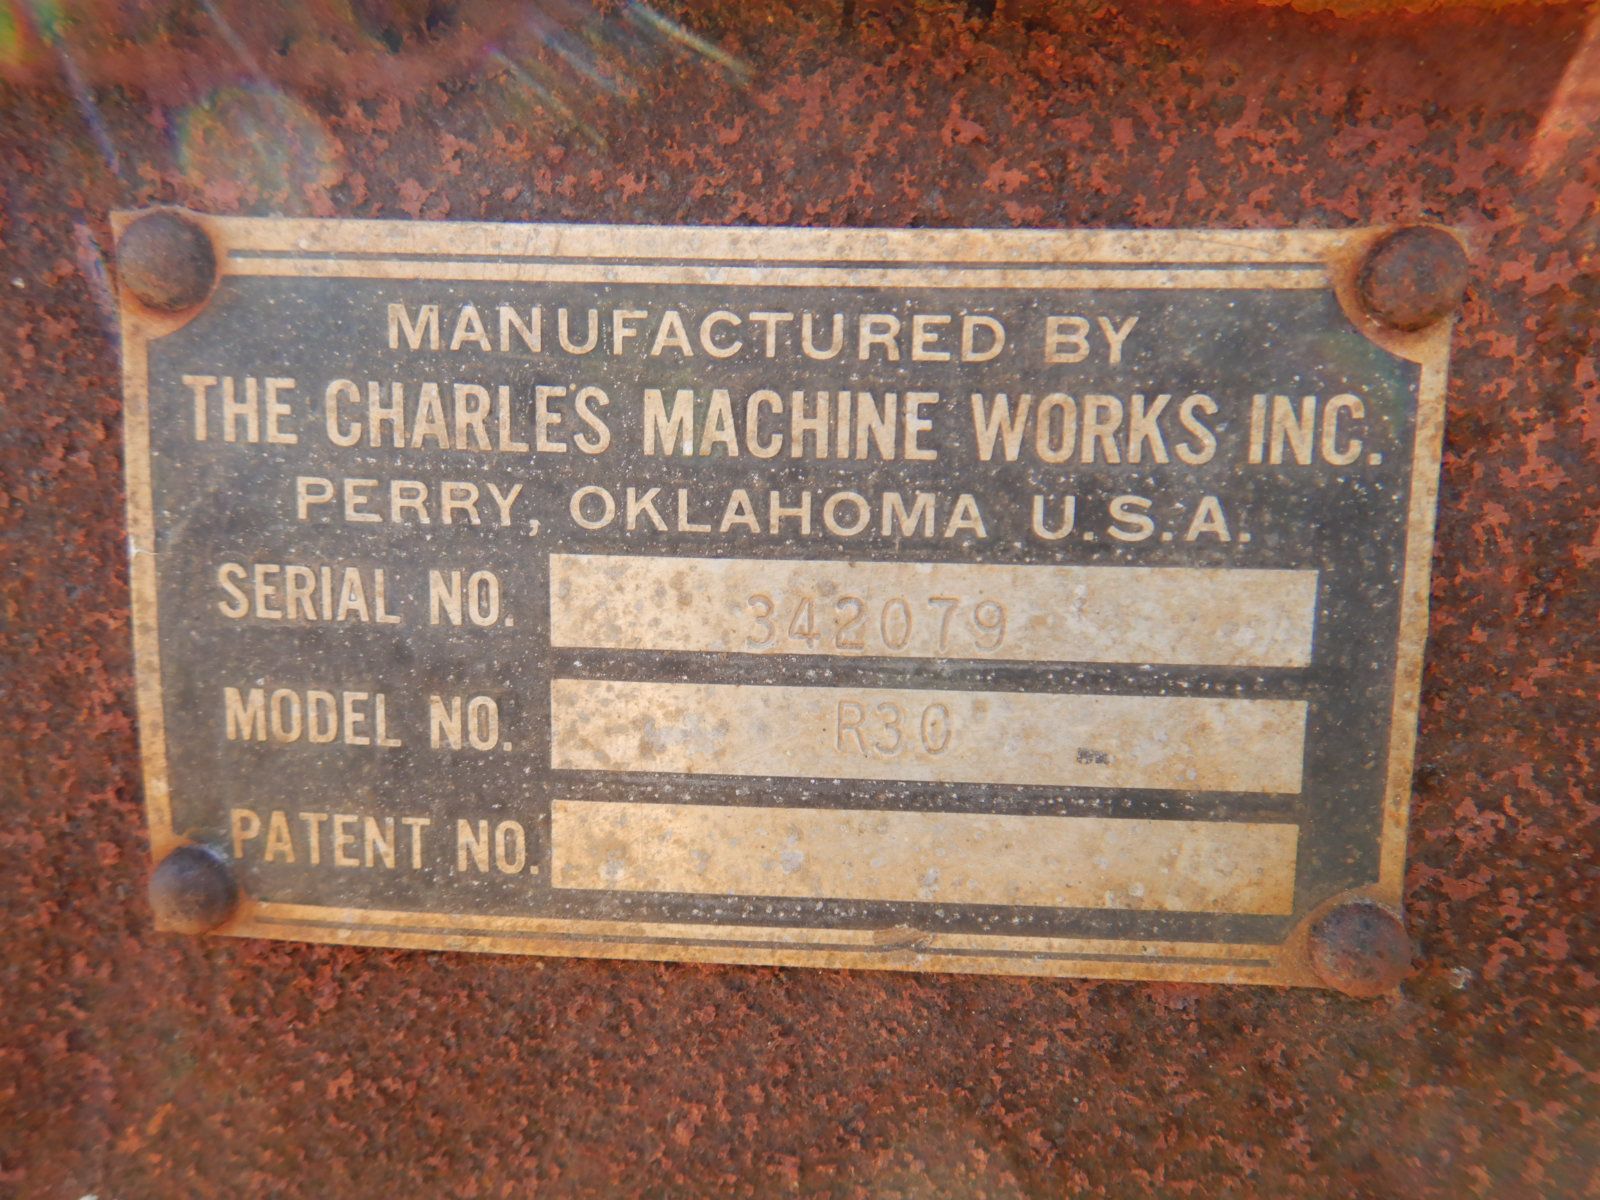 MANUFACTURED BY
THE CHARLES MACHINE WORKS INC.
PERRY, OKLAHOMA U.S.A.
SERIAL NO. 342079
MODEL NO. R30
PATENT NO.